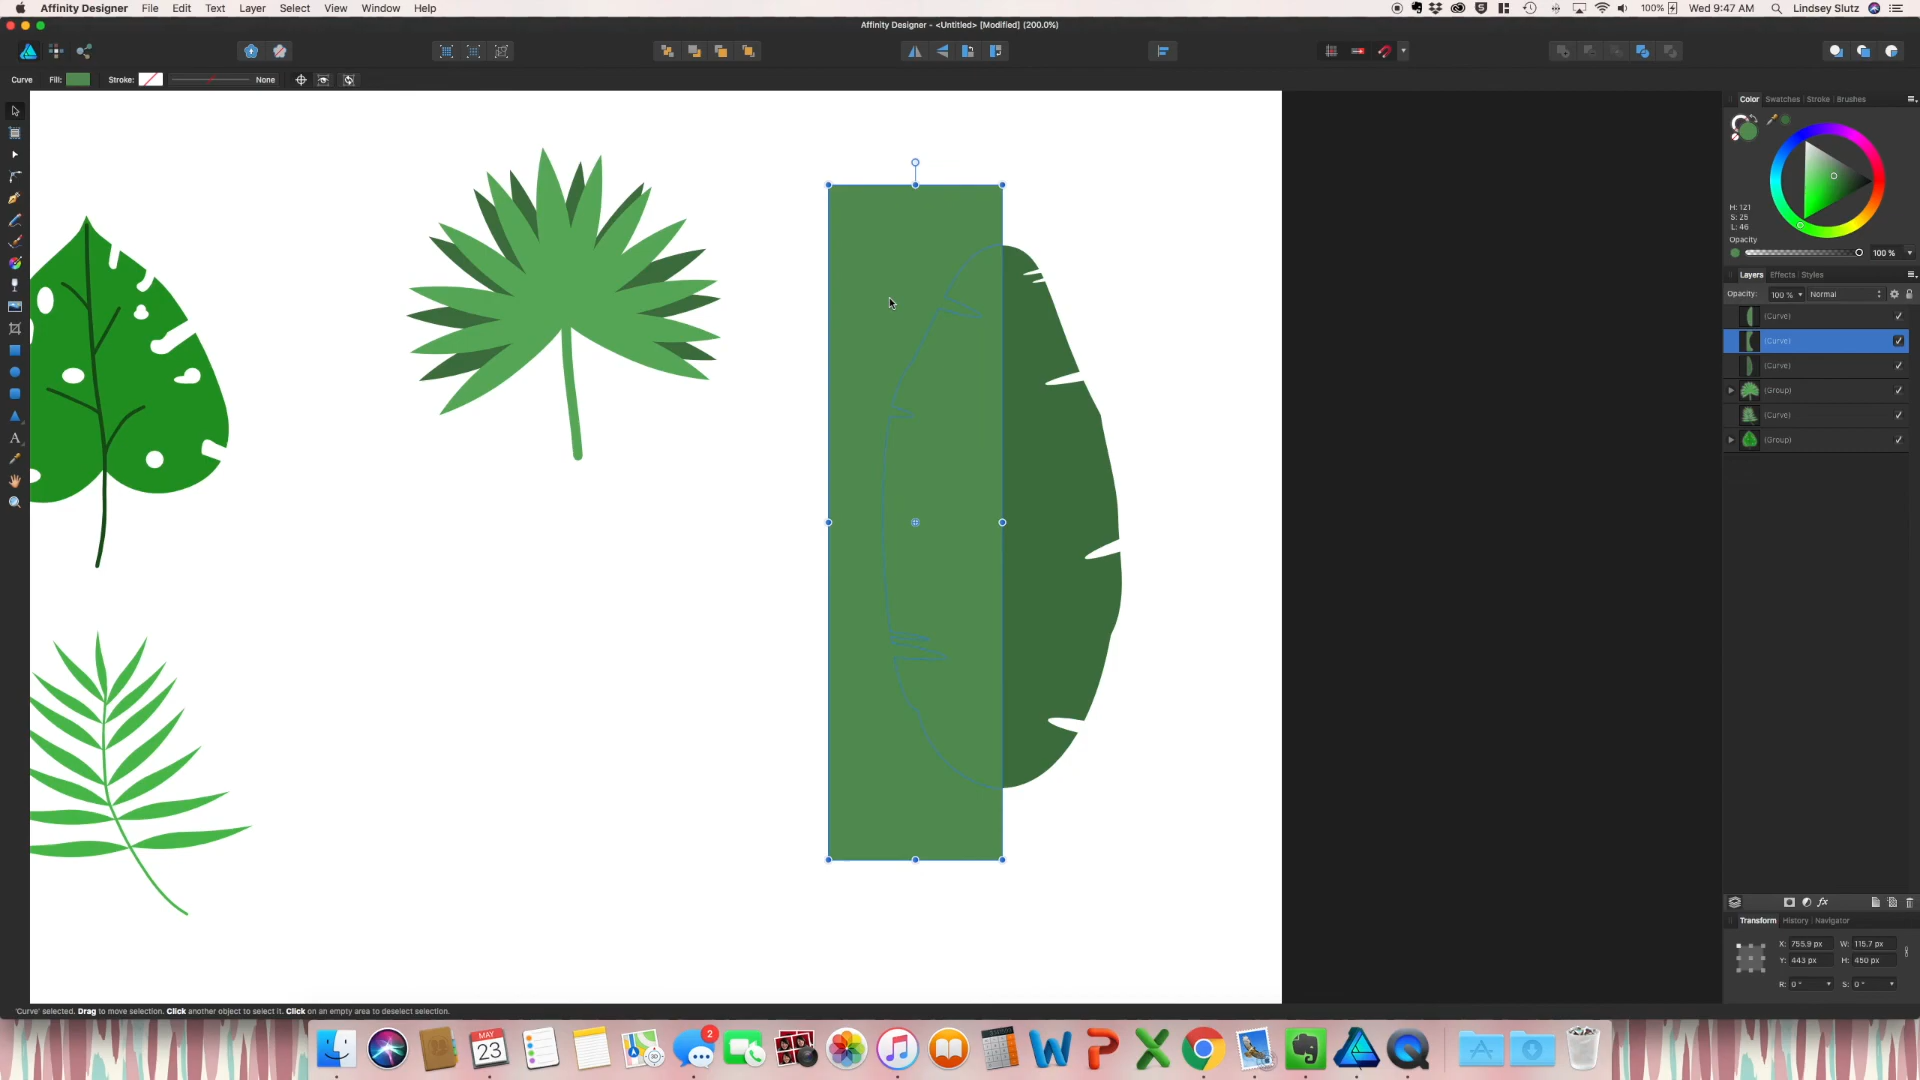 Affinity Designer File Edit Text Layer Select View Window Help
100% Wed 9:47 AM Lindsey Slutz
Affinity Designer - <Untitled> [Modified] (200.0%)
Curve Fill: Stroke: None
Color Swatches Stroke Brushes
H: 121
S: 25
L: 46
Opacity
100 %
Layers Effects Styles
Opacity: 100 % Normal
(Curve)
(Curve)
(Curve)
(Group)
(Curve)
(Group)
A
fx
Transform History Navigator
X: 755.9 px W: 115.7 px
Y: 443 px H: 450 px
R: 0 ° S: 0 °
'Curve' selected. Drag to move selection. Click another object to select it. Click on an empty area to deselect selection.
MAY
23
2
3D